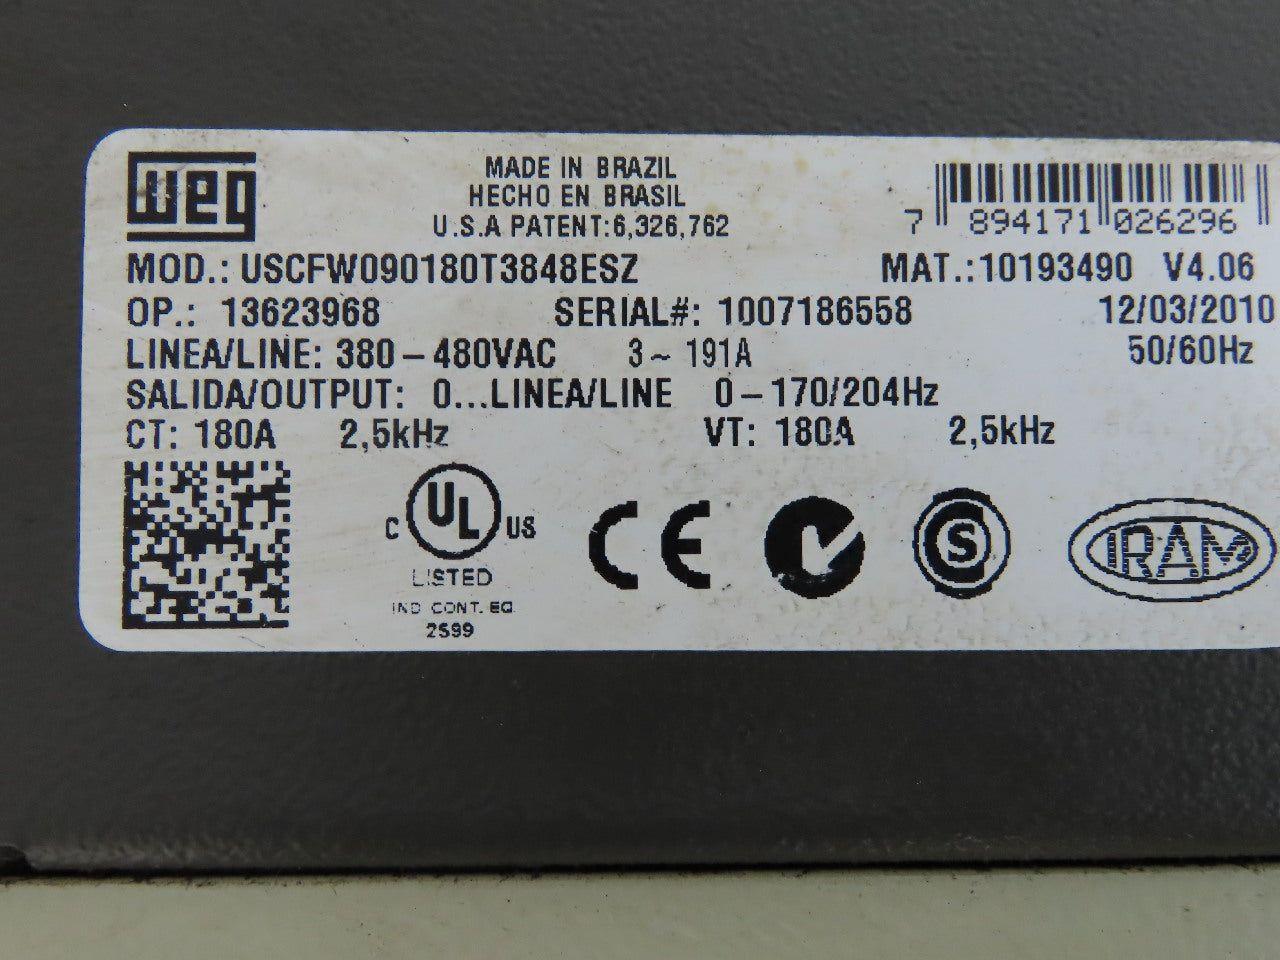 weg
MADE IN BRAZIL
HECHO EN BRASIL
U.S.A PATENT:6,326,762
7 894171 026296
MOD.: USCFW090180T3848ESZ MAT.:10193490 V4.06
OP.: 13623968 SERIAL#: 1007186558 12/03/2010
LINEA/LINE: 380-480VAC 3~ 191A 50/60Hz
SALIDA/OUTPUT: 0...LINEA/LINE 0-170/204Hz
CT: 180A 2,5kHz VT: 180A 2,5kHz
C UL US
LISTED
IND CONT. EQ.
2599
CE
S
IRAM